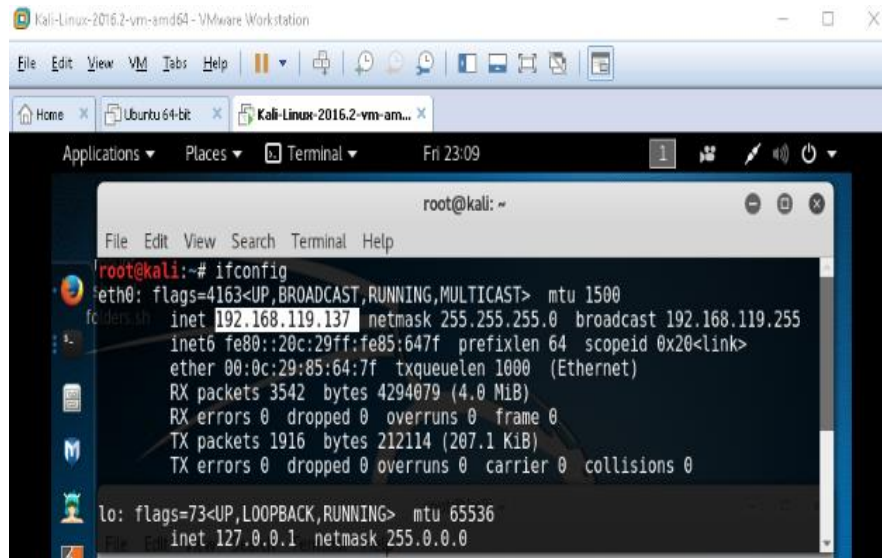 Kali-Linux-2016.2-vm-amd64 - VMware Workstation
File Edit View VM Tabs Help
Home Ubuntu 64-bit Kali-Linux-2016.2-vm-am...
Applications Places Terminal Fri 23:09 1
root@kali: ~
File Edit View Search Terminal Help
root@kali:~# ifconfig
eth0: flags=4163<UP,BROADCAST,RUNNING,MULTICAST> mtu 1500
inet 192.168.119.137 netmask 255.255.255.0 broadcast 192.168.119.255
inet6 fe80::20c:29ff:fe85:647f prefixlen 64 scopeid 0x20<link>
ether 00:0c:29:85:64:7f txqueuelen 1000 (Ethernet)
RX packets 3542 bytes 4294079 (4.0 MiB)
RX errors 0 dropped 0 overruns 0 frame 0
TX packets 1916 bytes 212114 (207.1 KiB)
TX errors 0 dropped 0 overruns 0 carrier 0 collisions 0
lo: flags=73<UP,LOOPBACK,RUNNING> mtu 65536
inet 127.0.0.1 netmask 255.0.0.0